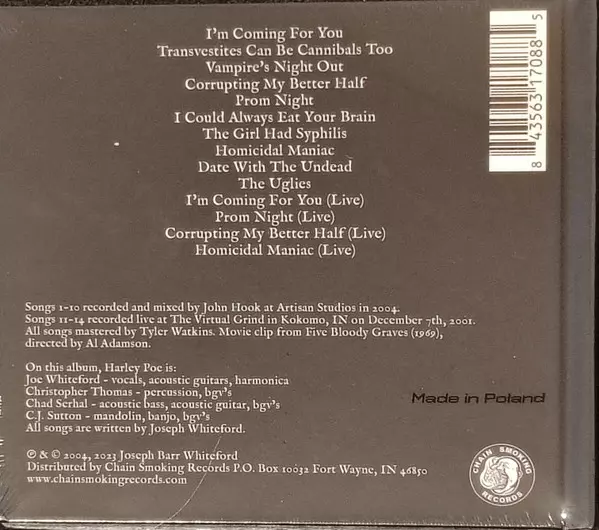 I'm Coming For You
Transvestites Can Be Cannibals Too
Vampire's Night Out
Corrupting My Better Half
Prom Night
I Could Always Eat Your Brain
The Girl Had Syphilis
Homicidal Maniac
Date With The Undead
The Uglies
I'm Coming For You (Live)
Prom Night (Live)
Corrupting My Better Half (Live)
Homicidal Maniac (Live)
8 43563 17088 5
Songs 1-10 recorded and mixed by John Hook at Artisan Studios in 2004.
Songs 11-14 recorded live at The Virtual Grind in Kokomo, IN on December 7th, 2001.
All songs mastered by Tyler Watkins. Movie clip from Five Bloody Graves (1969),
directed by Al Adamson.
On this album, Harley Poe is:
Joe Whiteford - vocals, acoustic guitars, harmonica
Christopher Thomas - percussion, bgv's
Chad Serhal - acoustic bass, acoustic guitar, bgv's
C.J. Sutton - mandolin, banjo, bgv's
All songs are written by Joseph Whiteford.
Made in Poland
℗ & © 2004, 2023 Joseph Barr Whiteford
Distributed by Chain Smoking Records P.O. Box 10032 Fort Wayne, IN 46850
www.chainsmokingrecords.com
CHAIN SMOKING
RECORDS